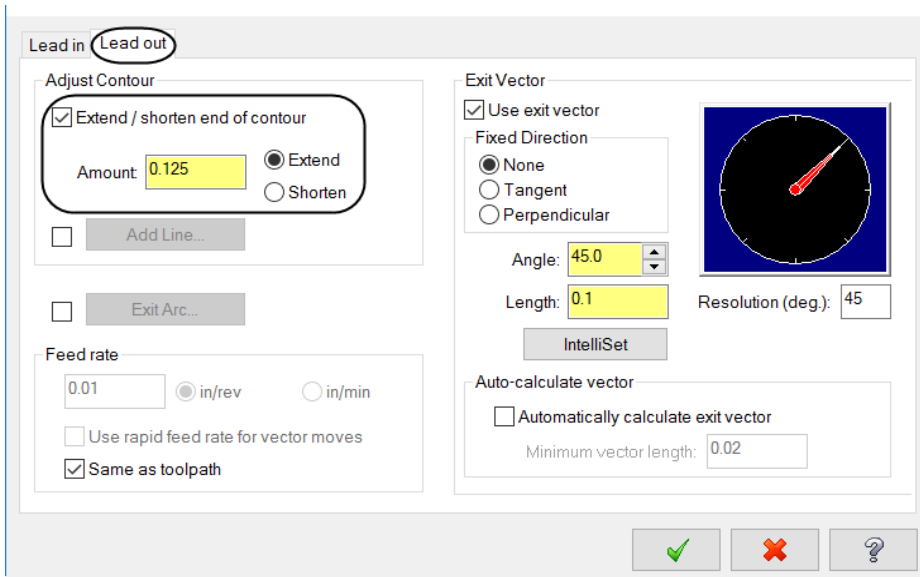 Lead in
Lead out
Adjust Contour
Extend / shorten end of contour
Amount: 0.125
Extend
Shorten
Add Line...
Exit Arc...
Feed rate
0.01
in/rev
in/min
Use rapid feed rate for vector moves
Same as toolpath
Exit Vector
Use exit vector
Fixed Direction
None
Tangent
Perpendicular
Angle: 45.0
Length: 0.1
Resolution (deg.): 45
IntelliSet
Auto-calculate vector
Automatically calculate exit vector
Minimum vector length: 0.02